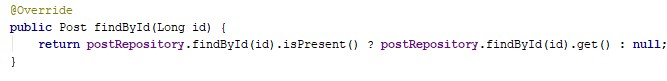 @Override
public Post findById(Long id) {
    return postRepository.findById(id).isPresent() ? postRepository.findById(id).get() : null;
}